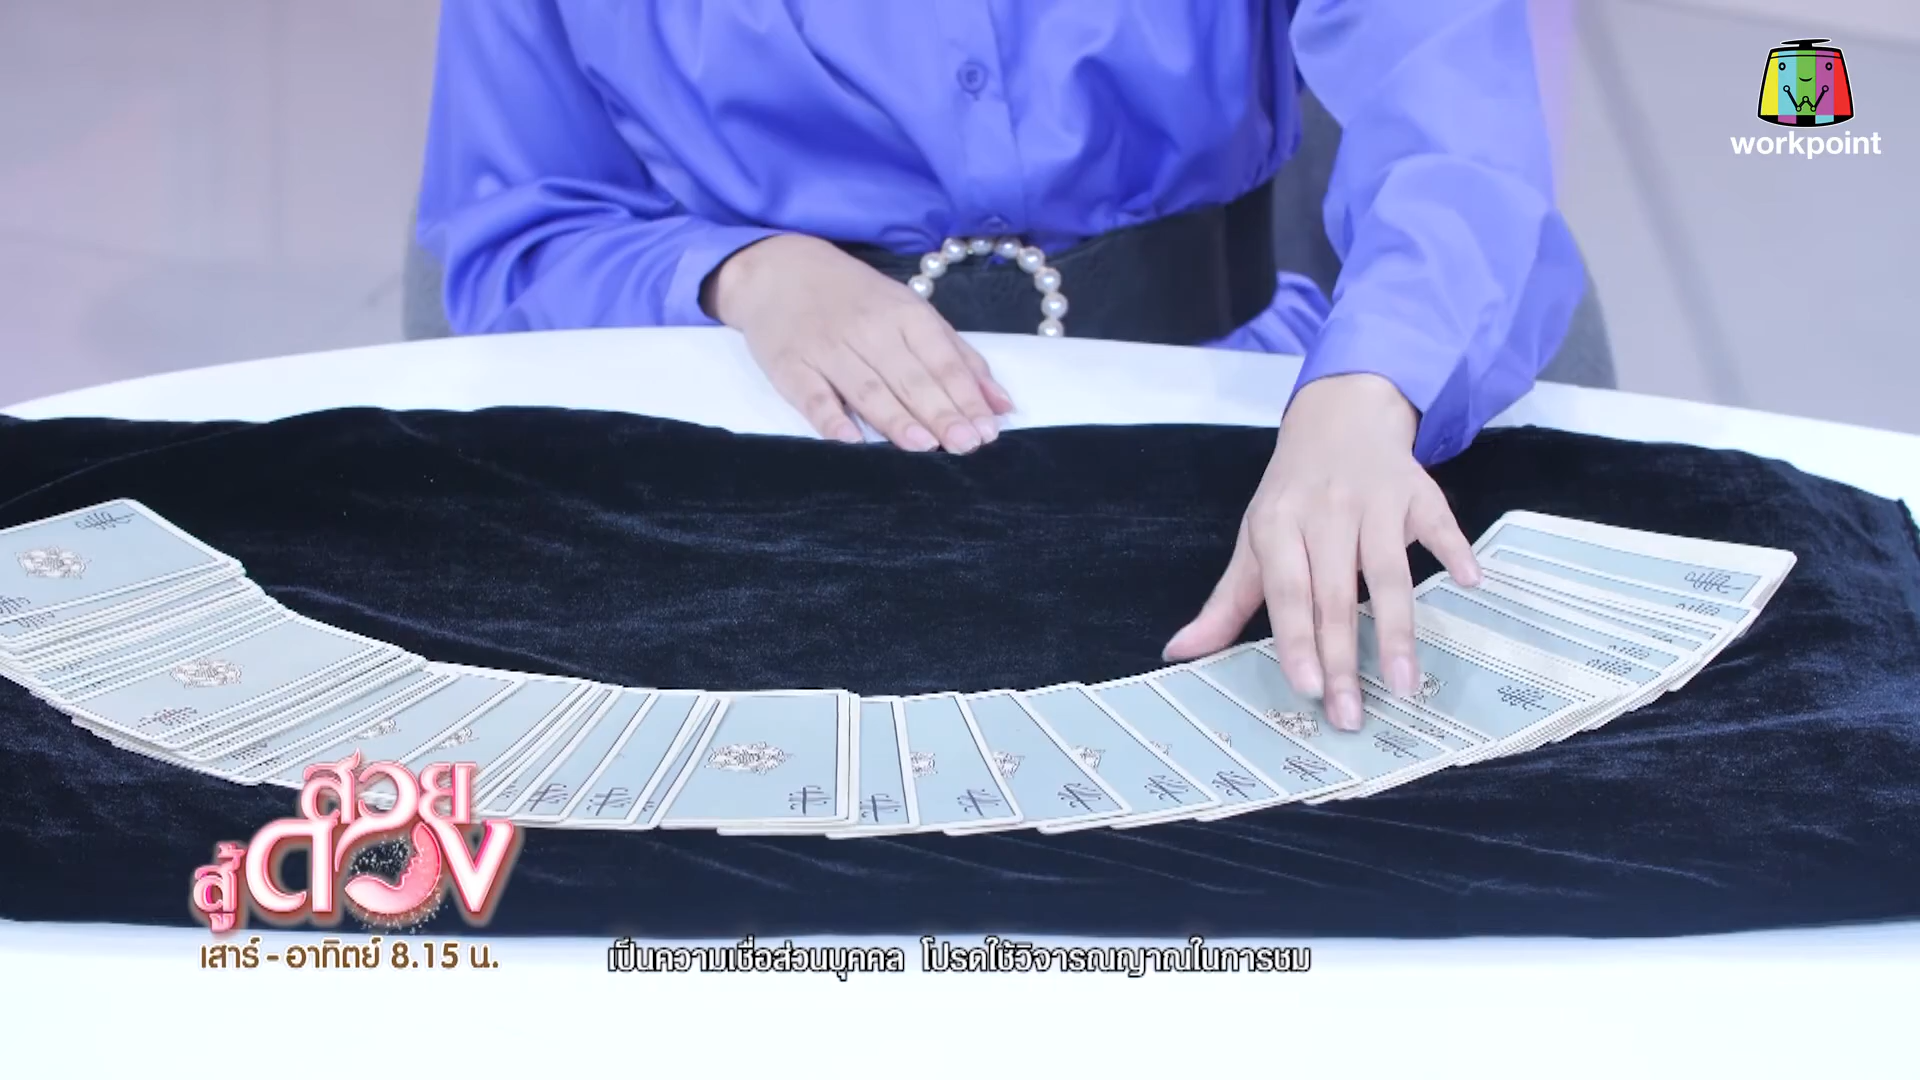 workpoint
สวย
สู้ดวง
เสาร์ - อาทิตย์ 8.15 น.
เป็นความเชื่อส่วนบุคคล โปรดใช้วิจารณญาณในการชม